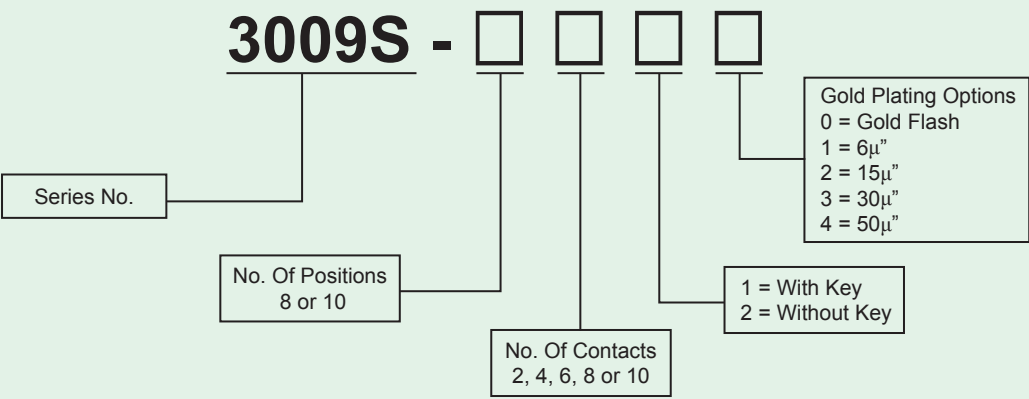 3009S - □ □ □ □
Gold Plating Options
0 = Gold Flash
1 = 6µ”
2 = 15µ”
3 = 30µ”
4 = 50µ”
Series No.
No. Of Positions
8 or 10
1 = With Key
2 = Without Key
No. Of Contacts
2, 4, 6, 8 or 10